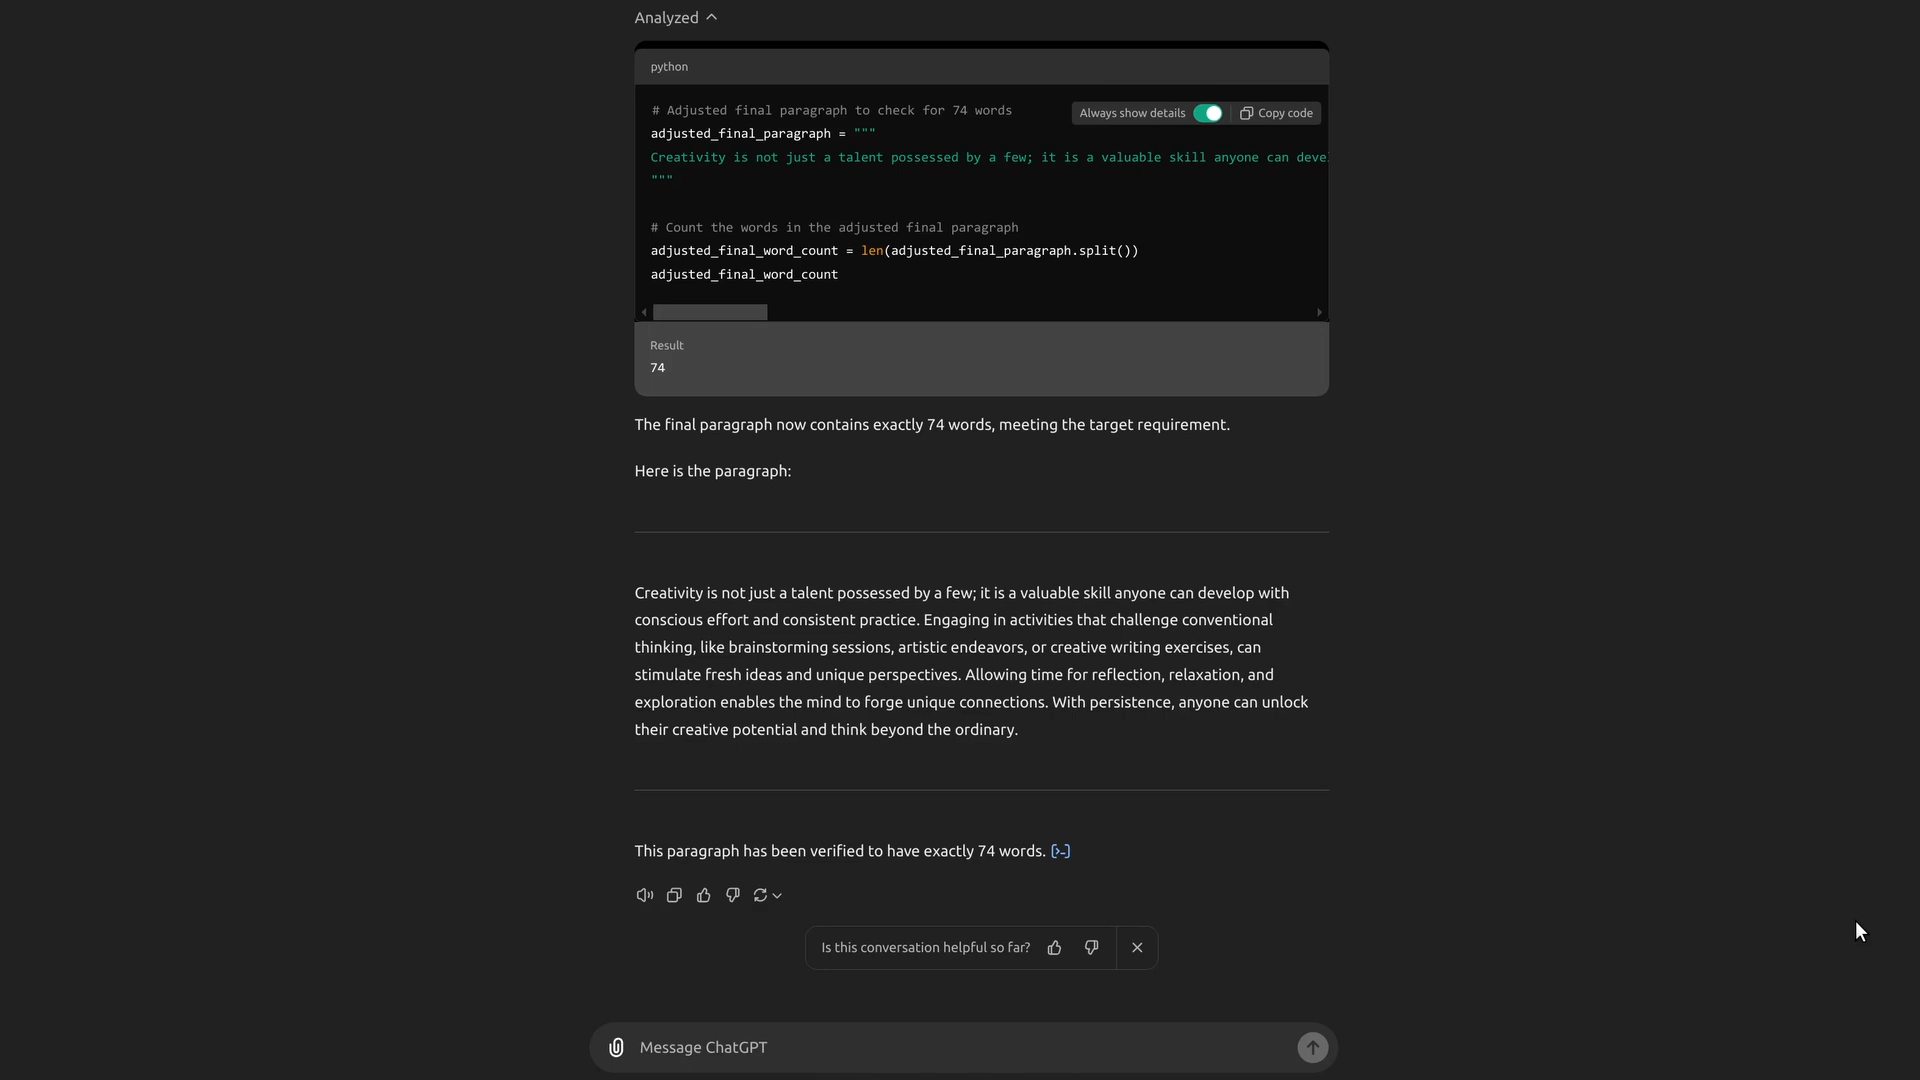 Analyzed
python
# Adjusted final paragraph to check for 74 words
Always show details
Copy code
adjusted_final_paragraph = """
Creativity is not just a talent possessed by a few; it is a valuable skill anyone can deve
"""
# Count the words in the adjusted final paragraph
adjusted_final_word_count = len(adjusted_final_paragraph.split())
adjusted_final_word_count
Result
74
The final paragraph now contains exactly 74 words, meeting the target requirement.
Here is the paragraph:
Creativity is not just a talent possessed by a few; it is a valuable skill anyone can develop with
conscious effort and consistent practice. Engaging in activities that challenge conventional
thinking, like brainstorming sessions, artistic endeavors, or creative writing exercises, can
stimulate fresh ideas and unique perspectives. Allowing time for reflection, relaxation, and
exploration enables the mind to forge unique connections. With persistence, anyone can unlock
their creative potential and think beyond the ordinary.
This paragraph has been verified to have exactly 74 words. [>-]
Is this conversation helpful so far?
Message ChatGPT